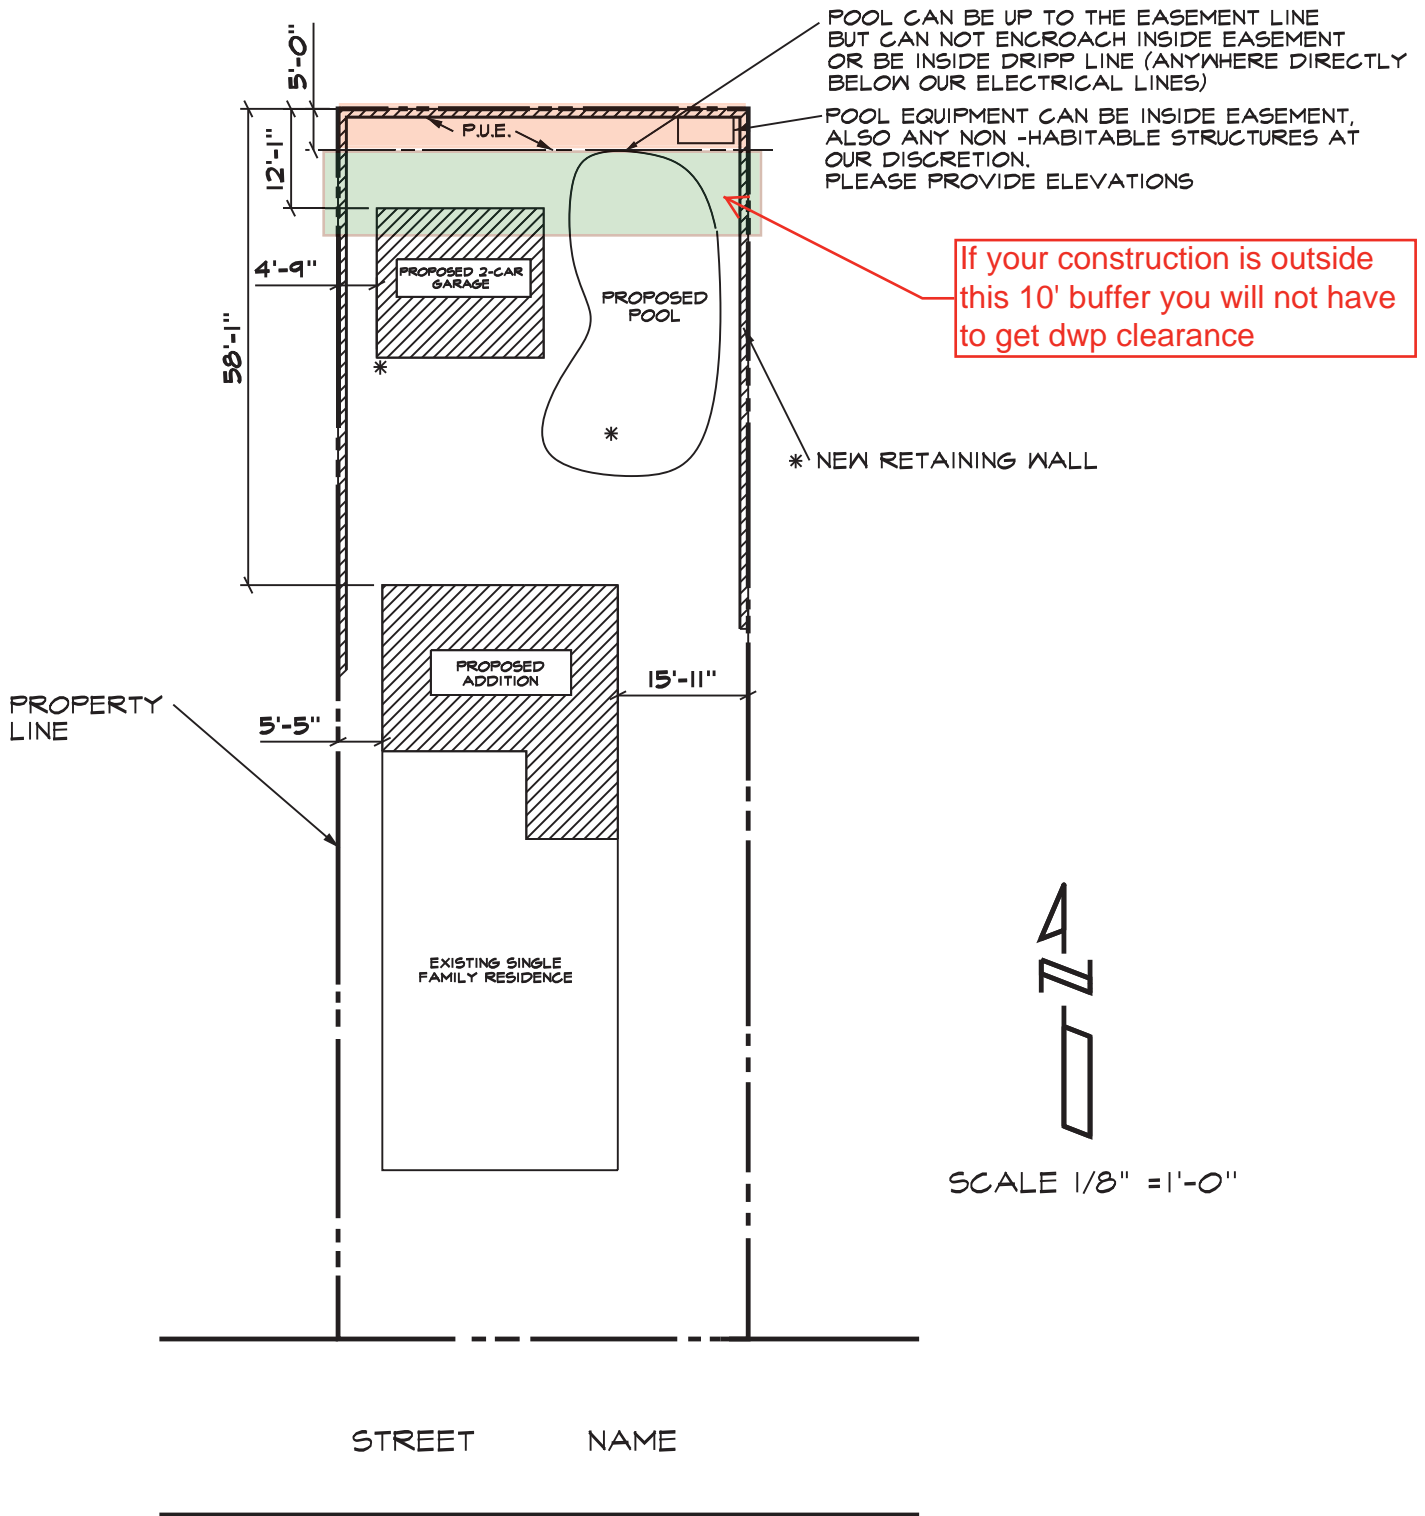 POOL CAN BE UP TO THE EASEMENT LINE
BUT CAN NOT ENCROACH INSIDE EASEMENT
OR BE INSIDE DRIPP LINE (ANYWHERE DIRECTLY
BELOW OUR ELECTRICAL LINES)
POOL EQUIPMENT CAN BE INSIDE EASEMENT,
ALSO ANY NON -HABITABLE STRUCTURES AT
OUR DISCRETION.
PLEASE PROVIDE ELEVATIONS
5'-0"
P.U.E.
12'-1"
If your construction is outside
this 10' buffer you will not have
to get dwp clearance
4'-9"
PROPOSED 2-CAR
GARAGE
PROPOSED
POOL
58'-1"
*
*
* NEW RETAINING WALL
PROPOSED
ADDITION
15'-11"
PROPERTY
LINE
5'-5"
EXISTING SINGLE
FAMILY RESIDENCE
N
SCALE 1/8" =1'-0"
STREET NAME